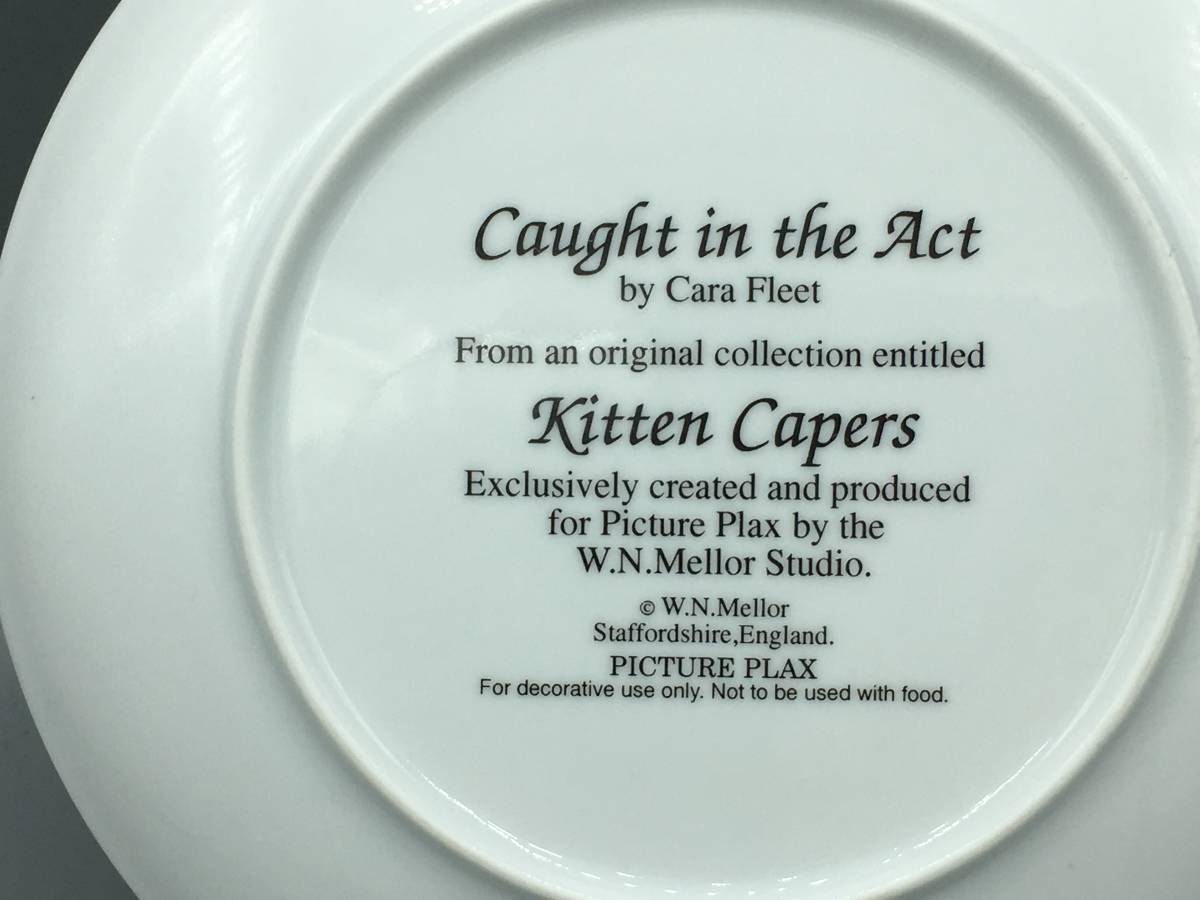 Caught in the Act
by Cara Fleet
From an original collection entitled
Kitten Capers
Exclusively created and produced
for Picture Plax by the
W.N.Mellor Studio.
© W.N.Mellor
Staffordshire,England.
PICTURE PLAX
For decorative use only. Not to be used with food.